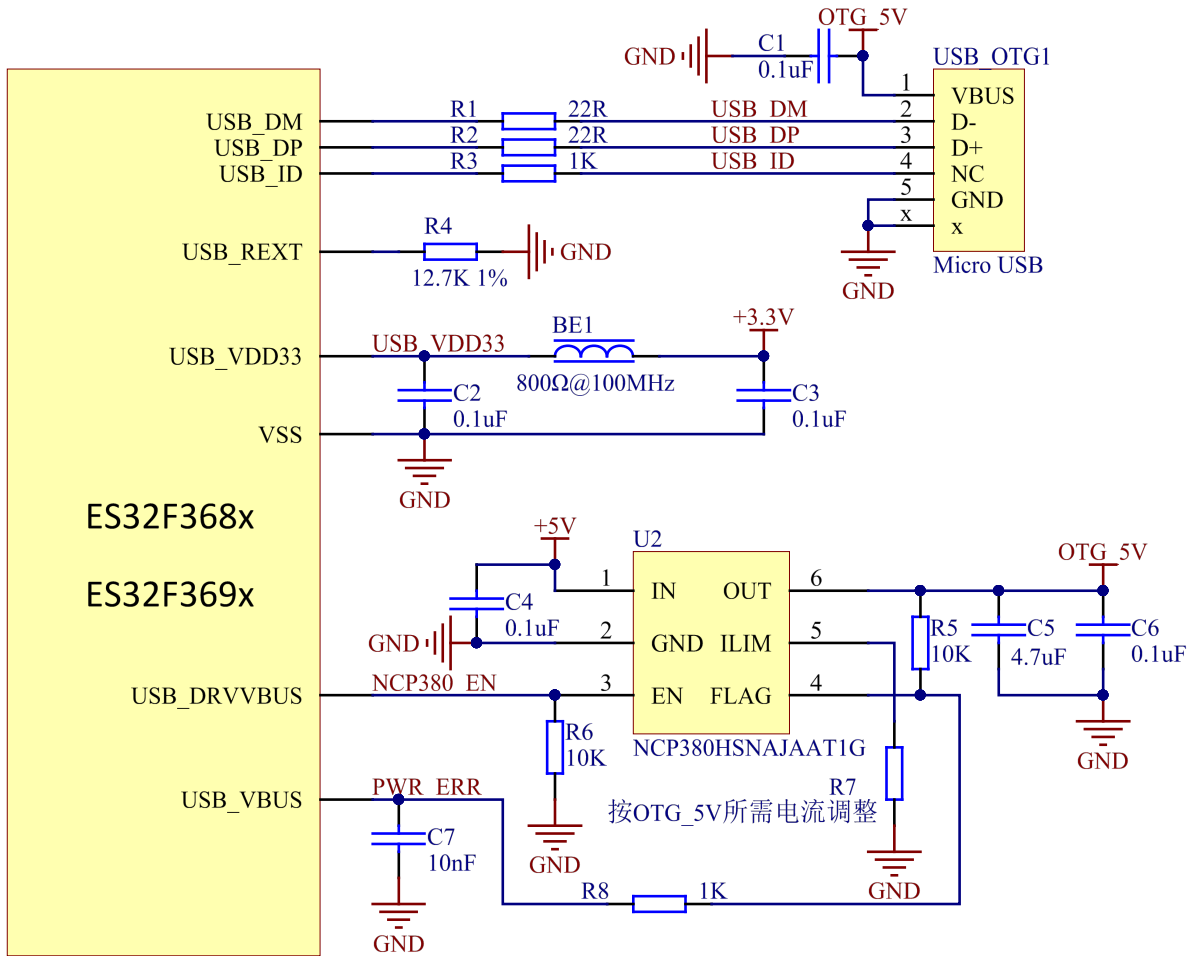 OTG_5V
GND
C1
0.1uF
USB_OTG1
1
VBUS
USB_DM
R1
22R
USB_DM
2
D-
USB_DP
R2
22R
USB_DP
3
D+
USB_ID
R3
1K
USB_ID
4
NC
5
GND
x
x
GND
Micro USB
R4
USB_REXT
GND
12.7K 1%
+3.3V
BE1
USB_VDD33
USB_VDD33
800Ω@100MHz
C2
0.1uF
C3
0.1uF
VSS
GND
ES32F368x
ES32F369x
+5V
U2
OTG_5V
1
IN
OUT
6
C4
0.1uF
GND
2
GND
ILIM
5
R5
10K
C5
4.7uF
C6
0.1uF
USB_DRVVBUS
NCP380_EN
3
EN
FLAG
4
R6
10K
NCP380HSNAJAAT1G
GND
USB_VBUS
PWR_ERR
R7
按OTG_5V所需电流调整
C7
10nF
GND
GND
R8
1K
GND